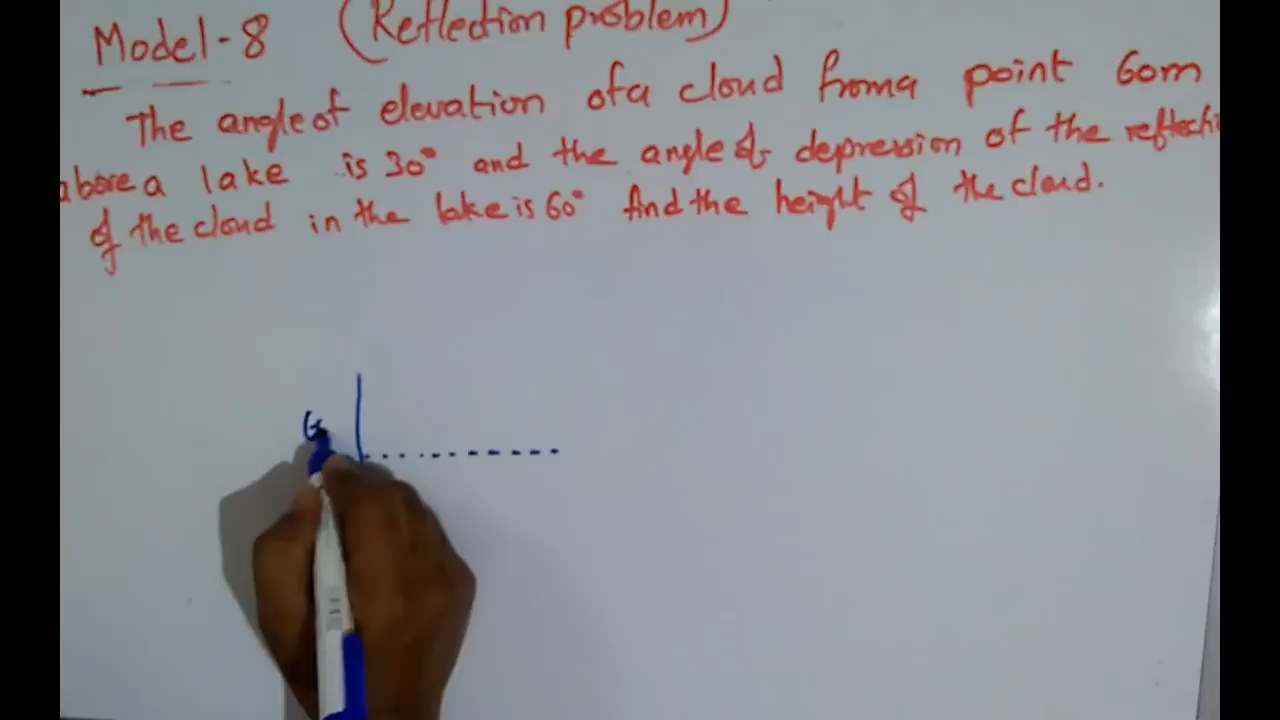 Model-8 (Reflection problem)
The angle of elevation of a cloud from a point 60m
above a lake is 30° and the angle of depression of the reflecti
of the cloud in the lake is 60° find the height of the cloud.
6